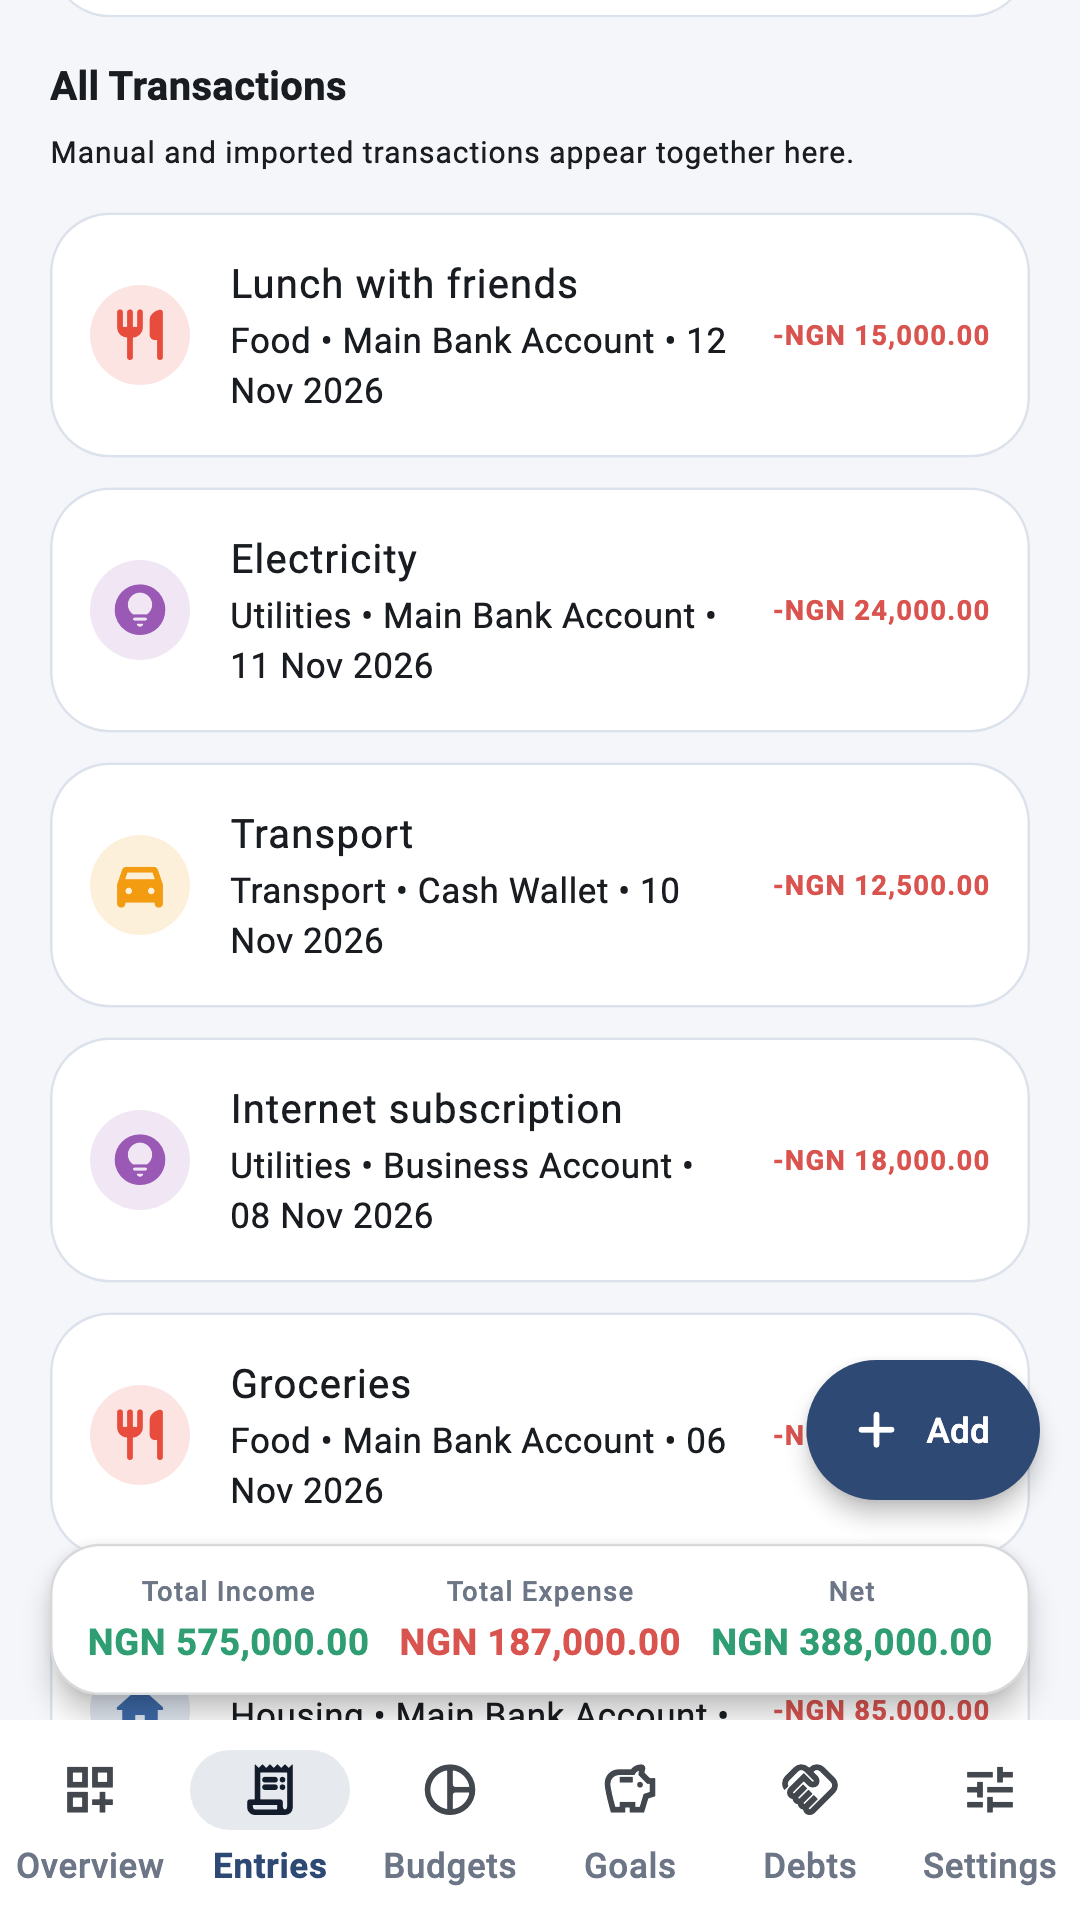 All Transactions
Manual and imported transactions appear together here.
Lunch with friends
Food • Main Bank Account • 12
Nov 2026
-NGN 15,000.00
Electricity
Utilities • Main Bank Account •
11 Nov 2026
-NGN 24,000.00
Transport
Transport • Cash Wallet • 10
Nov 2026
-NGN 12,500.00
Internet subscription
Utilities • Business Account •
08 Nov 2026
-NGN 18,000.00
Groceries
Food • Main Bank Account • 06
Nov 2026
-N
+ Add
Total Income
NGN 575,000.00
Total Expense
NGN 187,000.00
Net
NGN 388,000.00
Housing • Main Bank Account •
-NGN 85,000.00
Overview
Entries
Budgets
Goals
Debts
Settings